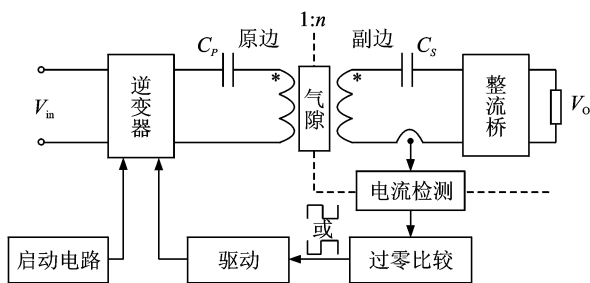 1:n
原边
副边
C_P
C_S
*
*
逆变器
气隙
整流桥
V_in
V_O
电流检测
或
启动电路
驱动
过零比较